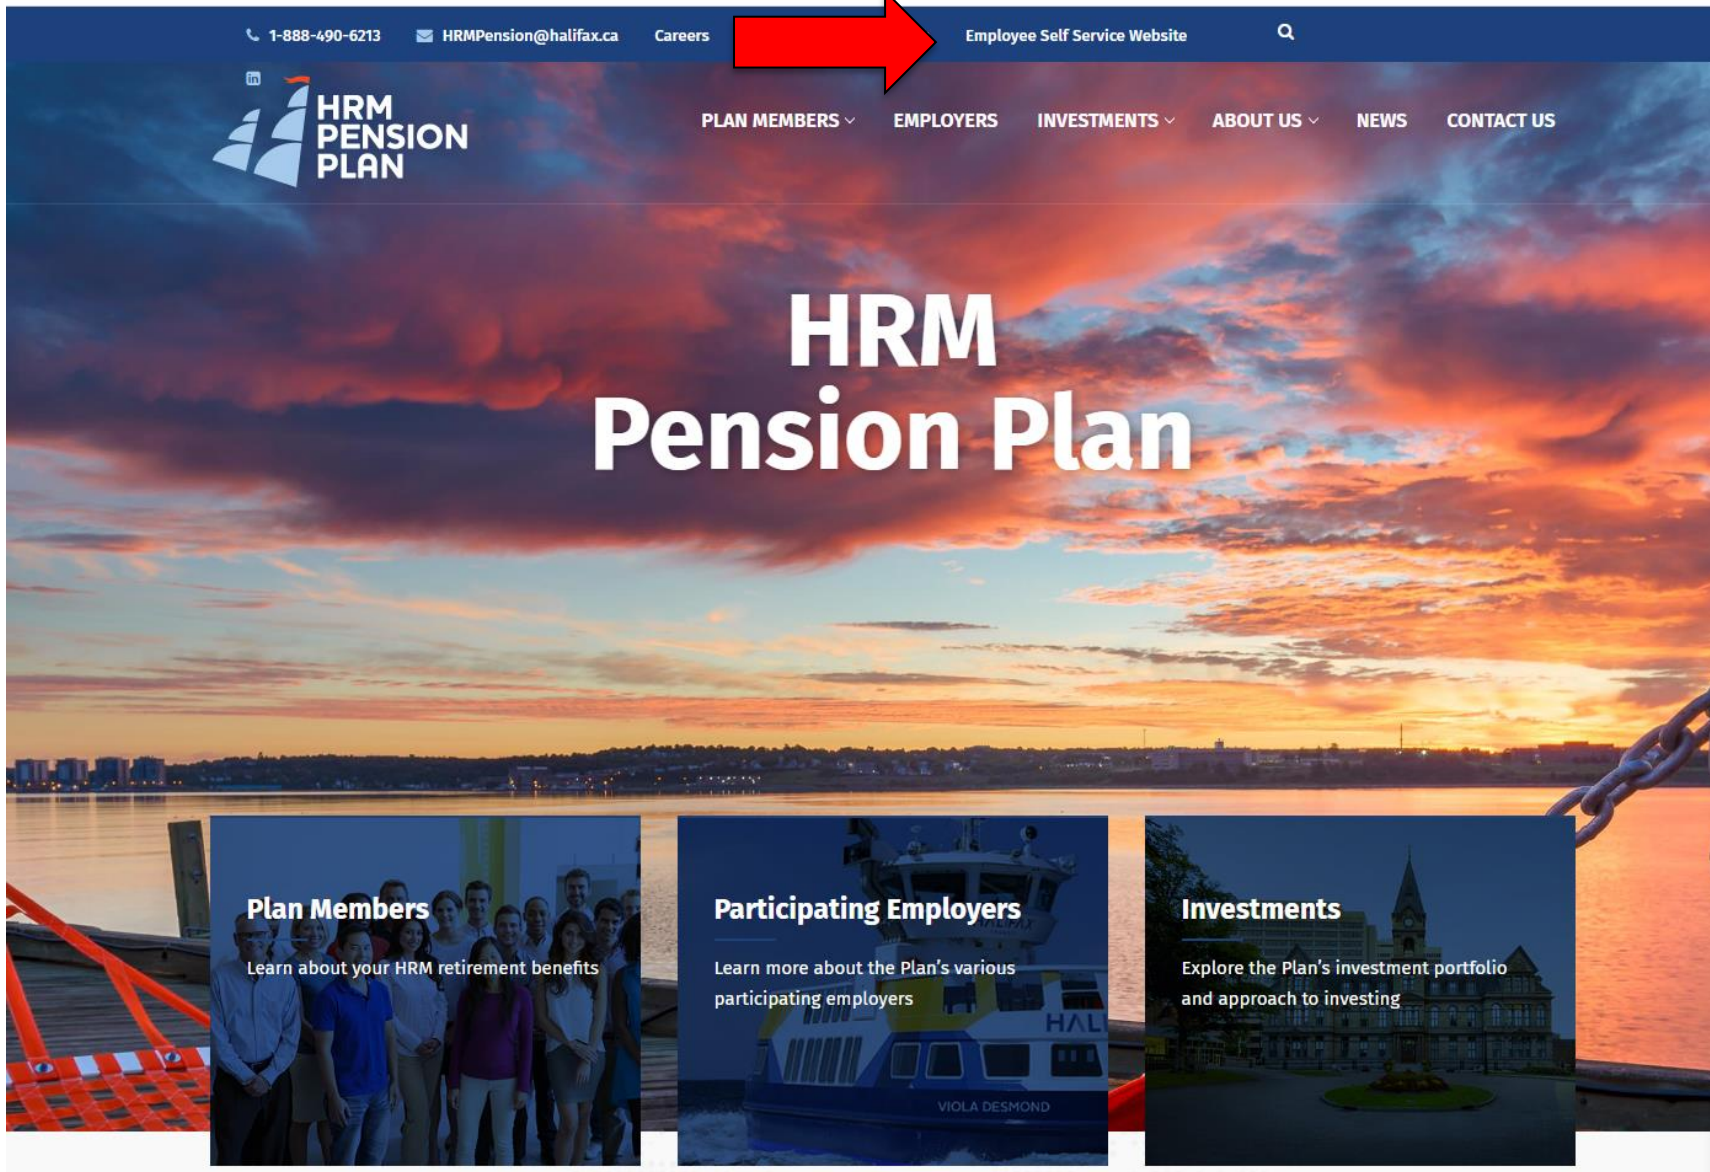 1-888-490-6213 HRMPension@halifax.ca Careers Employee Self Service Website
in
HRM
PENSION
PLAN
PLAN MEMBERS EMPLOYERS INVESTMENTS ABOUT US NEWS CONTACT US
HRM
Pension Plan
Plan Members
Learn about your HRM retirement benefits
Participating Employers
Learn more about the Plan's various
participating employers
HALIFAX
HALI
VIOLA DESMOND
Investments
Explore the Plan's investment portfolio
and approach to investing